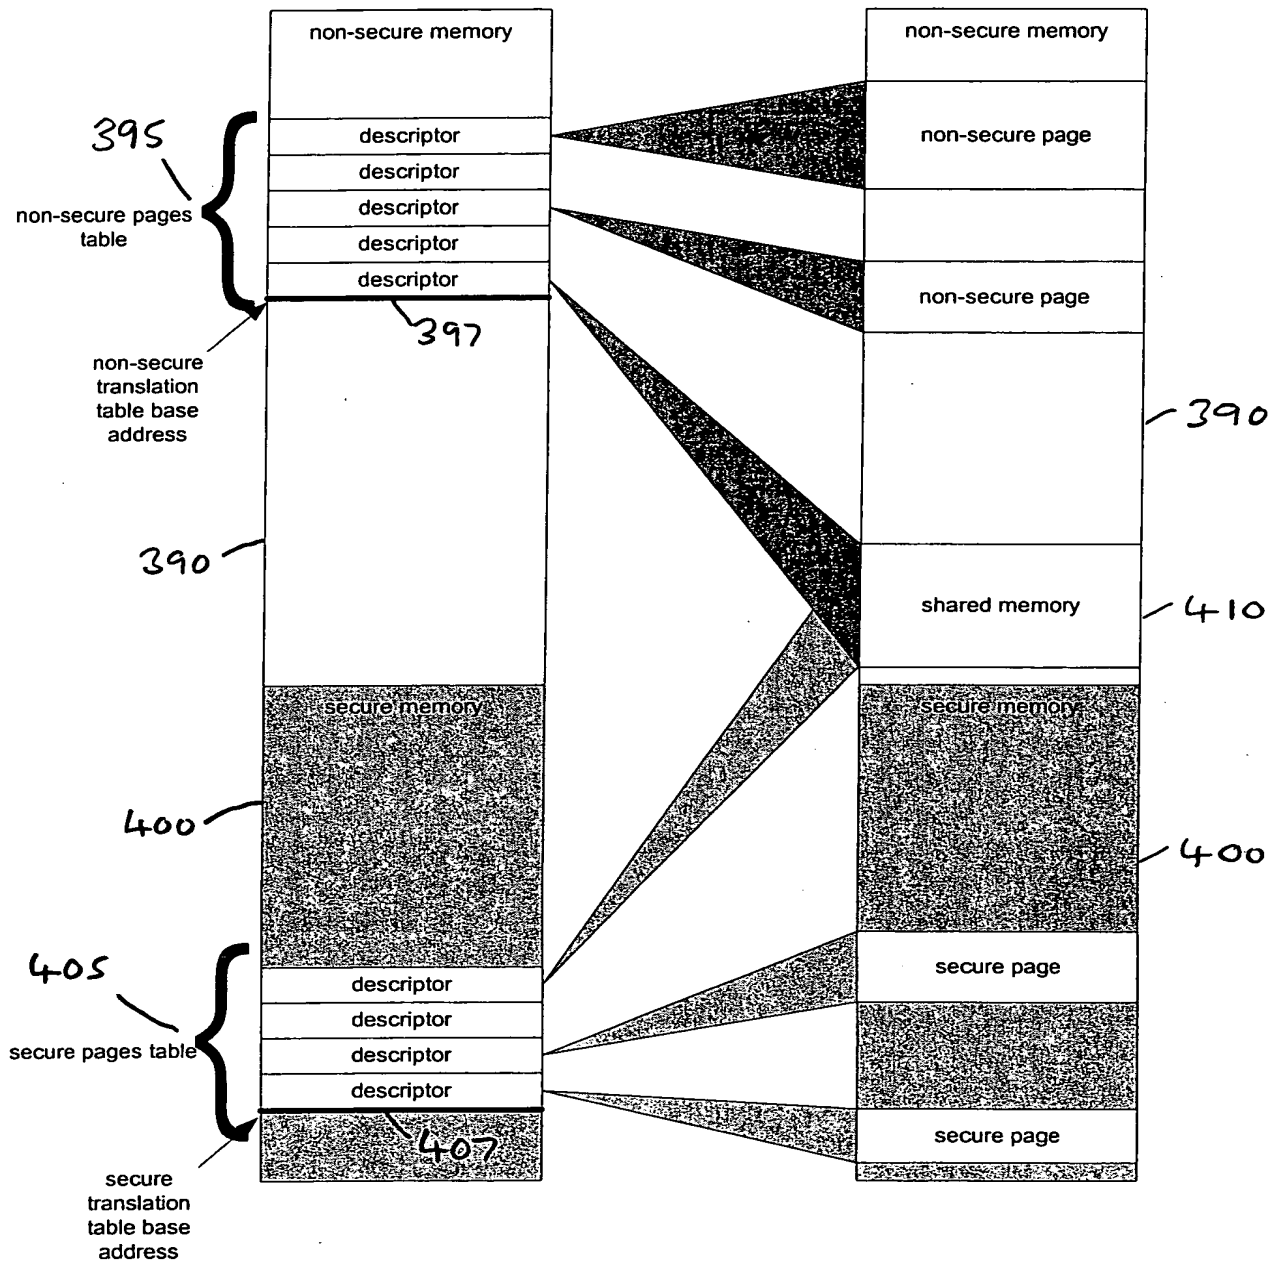 non-secure memory
non-secure memory
395
descriptor
non-secure page
descriptor
non-secure pages
table
descriptor
descriptor
descriptor
non-secure page
397
non-secure
translation
table base
address
390
390
shared memory
410
secure memory
secure memory
400
400
405
descriptor
secure page
descriptor
secure pages table
descriptor
descriptor
407
secure page
secure
translation
table base
address